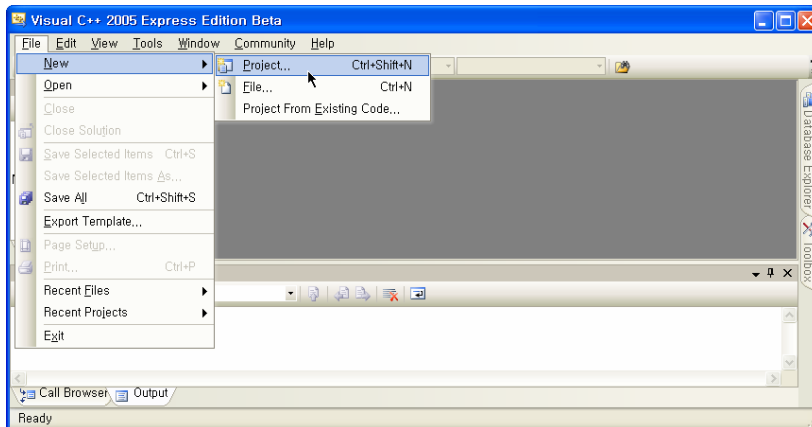 Visual C++ 2005 Express Edition Beta
File Edit View Tools Window Community Help
New
Project... Ctrl+Shift+N
Open
File... Ctrl+N
Close
Project From Existing Code...
Close Solution
Save Selected Items Ctrl+S
Save Selected Items As...
Save All Ctrl+Shift+S
Export Template...
Page Setup...
Print... Ctrl+P
Recent Files
Recent Projects
Exit
Database Explorer
Toolbox
Call Browser Output
Ready